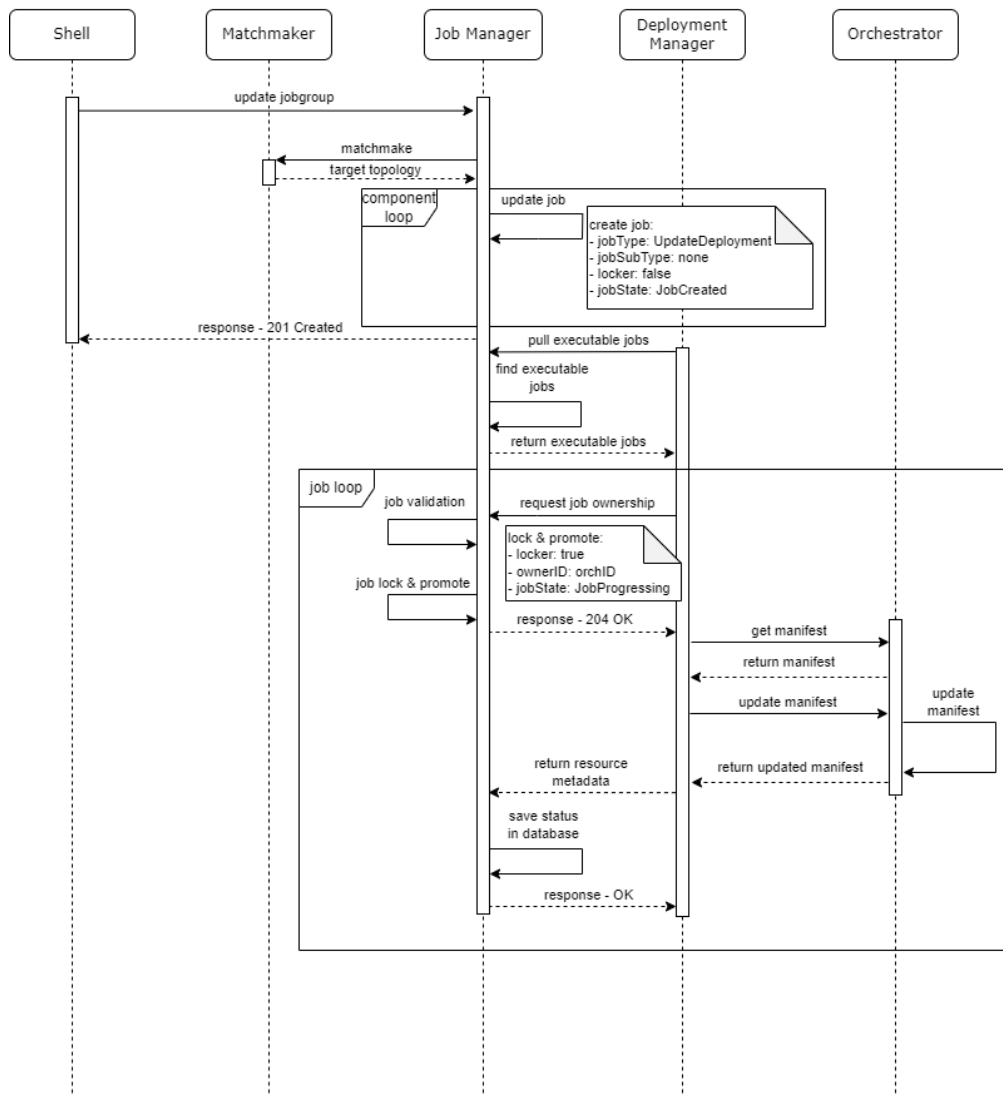 Shell
Matchmaker
Job Manager
Deployment
Manager
Orchestrator
update jobgroup
matchmake
target topology
component
loop
update job
create job:
- jobType: UpdateDeployment
- jobSubType: none
- locker: false
- jobState: JobCreated
response - 201 Created
pull executable jobs
find executable
jobs
return executable jobs
job loop
job validation
request job ownership
lock & promote:
- locker: true
- ownerID: orchID
- jobState: JobProgressing
job lock & promote
response - 204 OK
get manifest
return manifest
update manifest
update
manifest
return updated manifest
return resource
metadata
save status
in database
response - OK